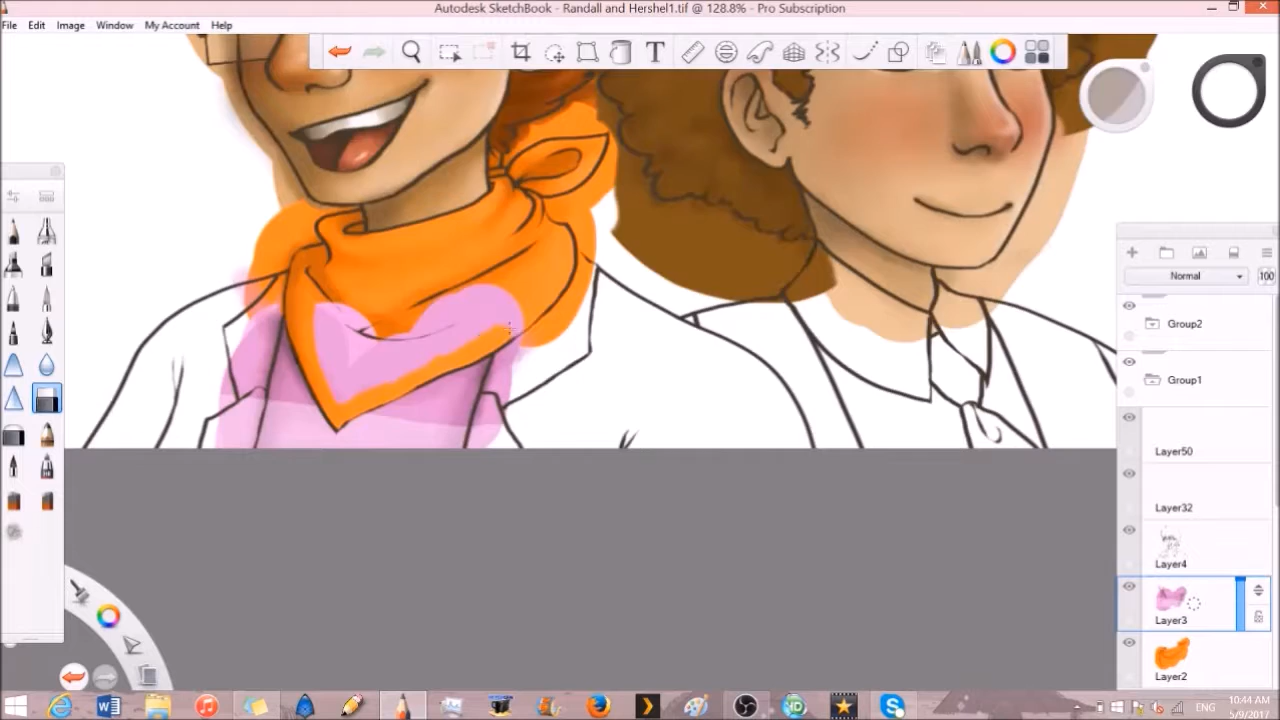 Autodesk SketchBook - Randall and Hershel1.tif @ 128.8% - Pro Subscription
File Edit Image Window My Account Help
Normal 100
Group2
Group1
Layer50
Layer32
Layer4
Layer3
Layer2
ENG
10:44 AM
5/9/2017